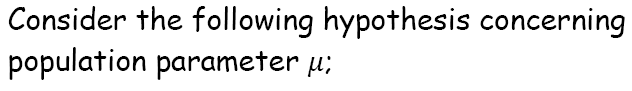 Consider the following hypothesis concerning
population parameter μ;